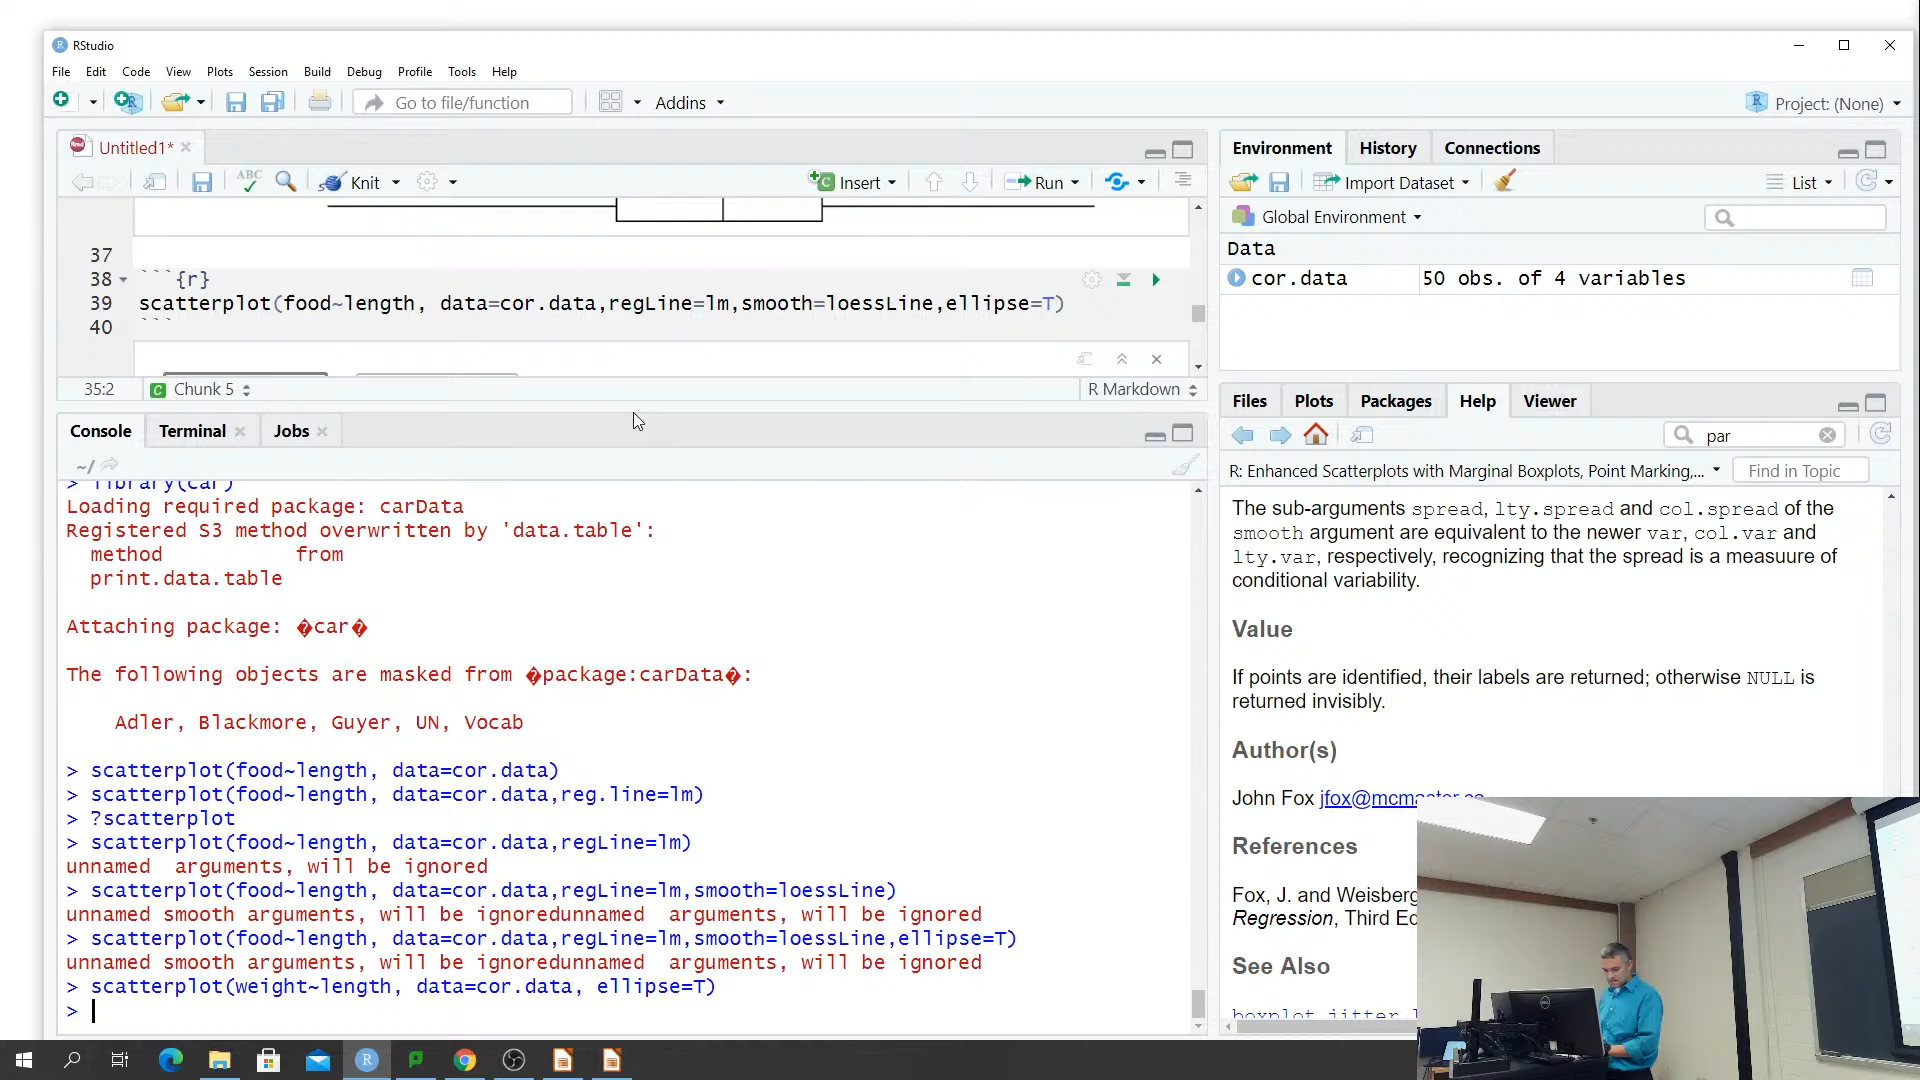 RStudio
File Edit Code View Plots Session Build Debug Profile Tools Help
Go to file/function Addins Project: (None)
Untitled1*
ABC Knit Insert Run
37
38 ```{r}
39 scatterplot(food~length, data=cor.data,regLine=lm,smooth=loessLine,ellipse=T)
40 ```
35:2 Chunk 5 R Markdown
Console Terminal Jobs
~/
> library(car)
Loading required package: carData
Registered S3 method overwritten by 'data.table':
method from
print.data.table
Attaching package: �car�
The following objects are masked from �package:carData�:
Adler, Blackmore, Guyer, UN, Vocab
> scatterplot(food~length, data=cor.data)
> scatterplot(food~length, data=cor.data,reg.line=lm)
> ?scatterplot
> scatterplot(food~length, data=cor.data,regLine=lm)
unnamed  arguments, will be ignored
> scatterplot(food~length, data=cor.data,regLine=lm,smooth=loessLine)
unnamed smooth arguments, will be ignoredunnamed  arguments, will be ignored
> scatterplot(food~length, data=cor.data,regLine=lm,smooth=loessLine,ellipse=T)
unnamed smooth arguments, will be ignoredunnamed  arguments, will be ignored
> scatterplot(weight~length, data=cor.data, ellipse=T)
>
Environment History Connections
Import Dataset List
Global Environment
Data
cor.data 50 obs. of 4 variables
Files Plots Packages Help Viewer
par
R: Enhanced Scatterplots with Marginal Boxplots, Point Marking,... Find in Topic
The sub-arguments spread, lty.spread and col.spread of the
smooth argument are equivalent to the newer var, col.var and
lty.var, respectively, recognizing that the spread is a measuure of
conditional variability.
Value
If points are identified, their labels are returned; otherwise NULL is
returned invisibly.
Author(s)
John Fox jfox@mcmaster.ca
References
Fox, J. and Weisberg
Regression, Third Ed
See Also
boxplot jitter